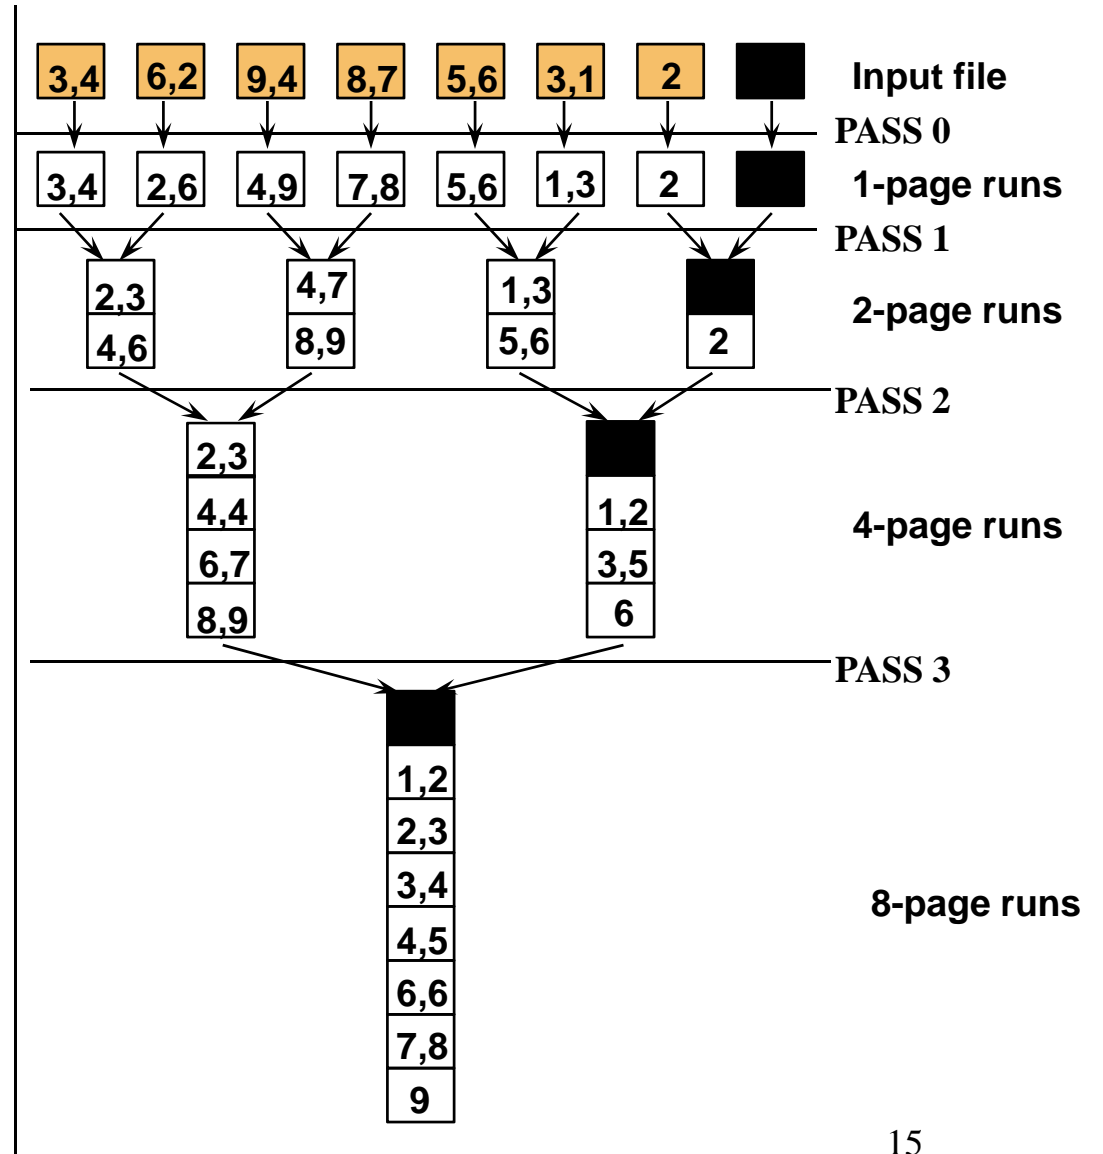 3,4 6,2 9,4 8,7 5,6 3,1 2 Input file
PASS 0
3,4 2,6 4,9 7,8 5,6 1,3 2 1-page runs
PASS 1
2,3 4,7 1,3
2-page runs
4,6 8,9 5,6 2
PASS 2
2,3
4,4 1,2
4-page runs
6,7 3,5
8,9 6
PASS 3
1,2
2,3
3,4
8-page runs
4,5
6,6
7,8
9
15